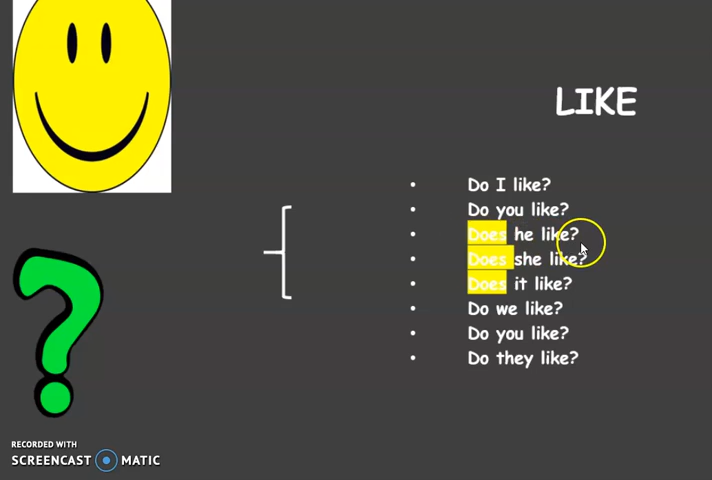 LIKE
• Do I like?
• Do you like?
• Does he like?
• Does she like?
• Does it like?
• Do we like?
• Do you like?
• Do they like?
?
RECORDED WITH
SCREENCAST MATIC